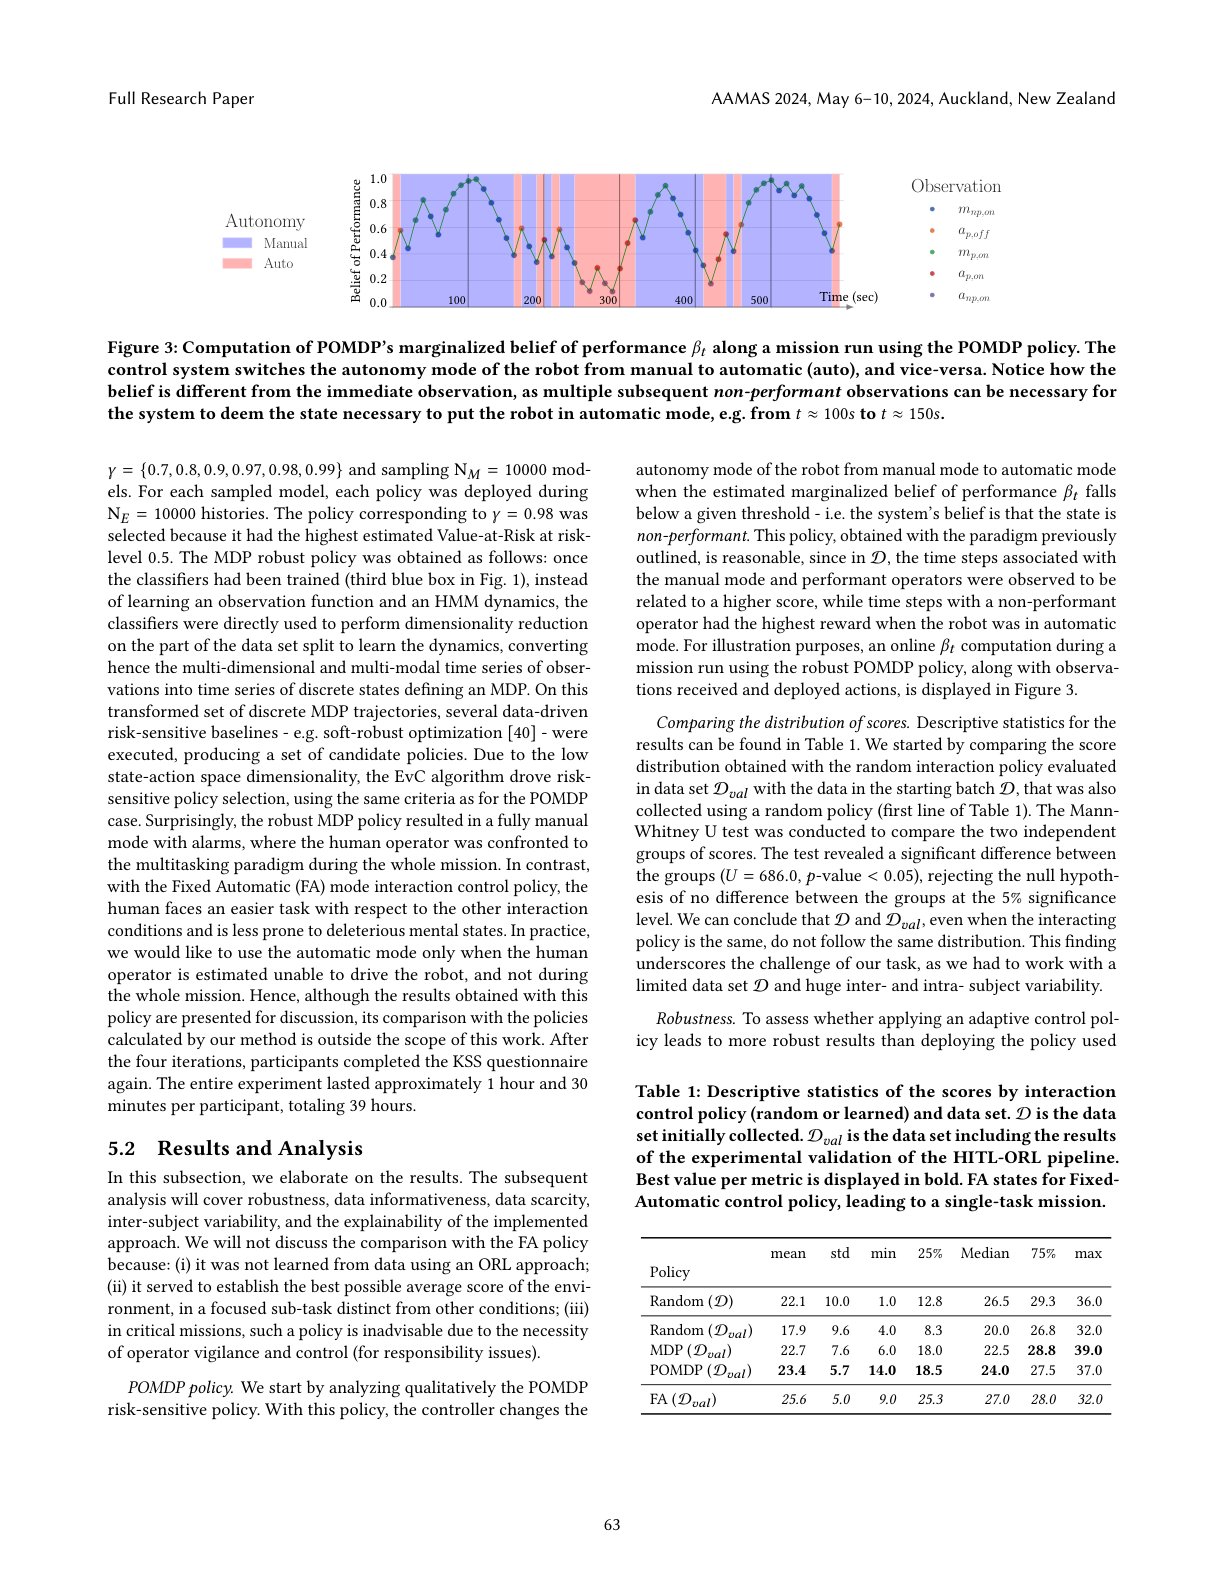 Full Research Paper
AAMAS 2024, May 6–10, 2024, Auckland, New Zealand
Autonomy
Manual
Auto
Belief of Performance
1.0
0.8
0.6
0.4
0.2
0.0
100
200
300
400
500
Time (sec)
Observation
m_{np,on}
a_{p,off}
m_{p,on}
a_{p,on}
a_{np,on}
Figure 3: Computation of POMDP's marginalized belief of performance β_t along a mission run using the POMDP policy. The
control system switches the autonomy mode of the robot from manual to automatic (auto), and vice-versa. Notice how the
belief is different from the immediate observation, as multiple subsequent non-performant observations can be necessary for
the system to deem the state necessary to put the robot in automatic mode, e.g. from t ≈ 100s to t ≈ 150s.
γ = {0.7, 0.8, 0.9, 0.97, 0.98, 0.99} and sampling N_M = 10000 mod-
els. For each sampled model, each policy was deployed during
N_E = 10000 histories. The policy corresponding to γ = 0.98 was
selected because it had the highest estimated Value-at-Risk at risk-
level 0.5. The MDP robust policy was obtained as follows: once
the classifiers had been trained (third blue box in Fig. 1), instead
of learning an observation function and an HMM dynamics, the
classifiers were directly used to perform dimensionality reduction
on the part of the data set split to learn the dynamics, converting
hence the multi-dimensional and multi-modal time series of obser-
vations into time series of discrete states defining an MDP. On this
transformed set of discrete MDP trajectories, several data-driven
risk-sensitive baselines - e.g. soft-robust optimization [40] - were
executed, producing a set of candidate policies. Due to the low
state-action space dimensionality, the EvC algorithm drove risk-
sensitive policy selection, using the same criteria as for the POMDP
case. Surprisingly, the robust MDP policy resulted in a fully manual
mode with alarms, where the human operator was confronted to
the multitasking paradigm during the whole mission. In contrast,
with the Fixed Automatic (FA) mode interaction control policy, the
human faces an easier task with respect to the other interaction
conditions and is less prone to deleterious mental states. In practice,
we would like to use the automatic mode only when the human
operator is estimated unable to drive the robot, and not during
the whole mission. Hence, although the results obtained with this
policy are presented for discussion, its comparison with the policies
calculated by our method is outside the scope of this work. After
the four iterations, participants completed the KSS questionnaire
again. The entire experiment lasted approximately 1 hour and 30
minutes per participant, totaling 39 hours.
5.2 Results and Analysis
In this subsection, we elaborate on the results. The subsequent
analysis will cover robustness, data informativeness, data scarcity,
inter-subject variability, and the explainability of the implemented
approach. We will not discuss the comparison with the FA policy
because: (i) it was not learned from data using an ORL approach;
(ii) it served to establish the best possible average score of the envi-
ronment, in a focused sub-task distinct from other conditions; (iii)
in critical missions, such a policy is inadvisable due to the necessity
of operator vigilance and control (for responsibility issues).
POMDP policy. We start by analyzing qualitatively the POMDP
risk-sensitive policy. With this policy, the controller changes the
autonomy mode of the robot from manual mode to automatic mode
when the estimated marginalized belief of performance β_t falls
below a given threshold - i.e. the system's belief is that the state is
non-performant. This policy, obtained with the paradigm previously
outlined, is reasonable, since in 𝒟, the time steps associated with
the manual mode and performant operators were observed to be
related to a higher score, while time steps with a non-performant
operator had the highest reward when the robot was in automatic
mode. For illustration purposes, an online β_t computation during a
mission run using the robust POMDP policy, along with observa-
tions received and deployed actions, is displayed in Figure 3.
Comparing the distribution of scores. Descriptive statistics for the
results can be found in Table 1. We started by comparing the score
distribution obtained with the random interaction policy evaluated
in data set 𝒟_{val} with the data in the starting batch 𝒟, that was also
collected using a random policy (first line of Table 1). The Mann-
Whitney U test was conducted to compare the two independent
groups of scores. The test revealed a significant difference between
the groups (U = 686.0, p-value < 0.05), rejecting the null hypoth-
esis of no difference between the groups at the 5% significance
level. We can conclude that 𝒟 and 𝒟_{val}, even when the interacting
policy is the same, do not follow the same distribution. This finding
underscores the challenge of our task, as we had to work with a
limited data set 𝒟 and huge inter- and intra- subject variability.
Robustness. To assess whether applying an adaptive control pol-
icy leads to more robust results than deploying the policy used
Table 1: Descriptive statistics of the scores by interaction
control policy (random or learned) and data set. 𝒟 is the data
set initially collected. 𝒟_{val} is the data set including the results
of the experimental validation of the HITL-ORL pipeline.
Best value per metric is displayed in bold. FA states for Fixed-
Automatic control policy, leading to a single-task mission.
mean std min 25% Median 75% max
Policy
Random (𝒟) 22.1 10.0 1.0 12.8 26.5 29.3 36.0
Random (𝒟_{val}) 17.9 9.6 4.0 8.3 20.0 26.8 32.0
MDP (𝒟_{val}) 22.7 7.6 6.0 18.0 22.5 28.8 39.0
POMDP (𝒟_{val}) 23.4 5.7 14.0 18.5 24.0 27.5 37.0
FA (𝒟_{val}) 25.6 5.0 9.0 25.3 27.0 28.0 32.0
63